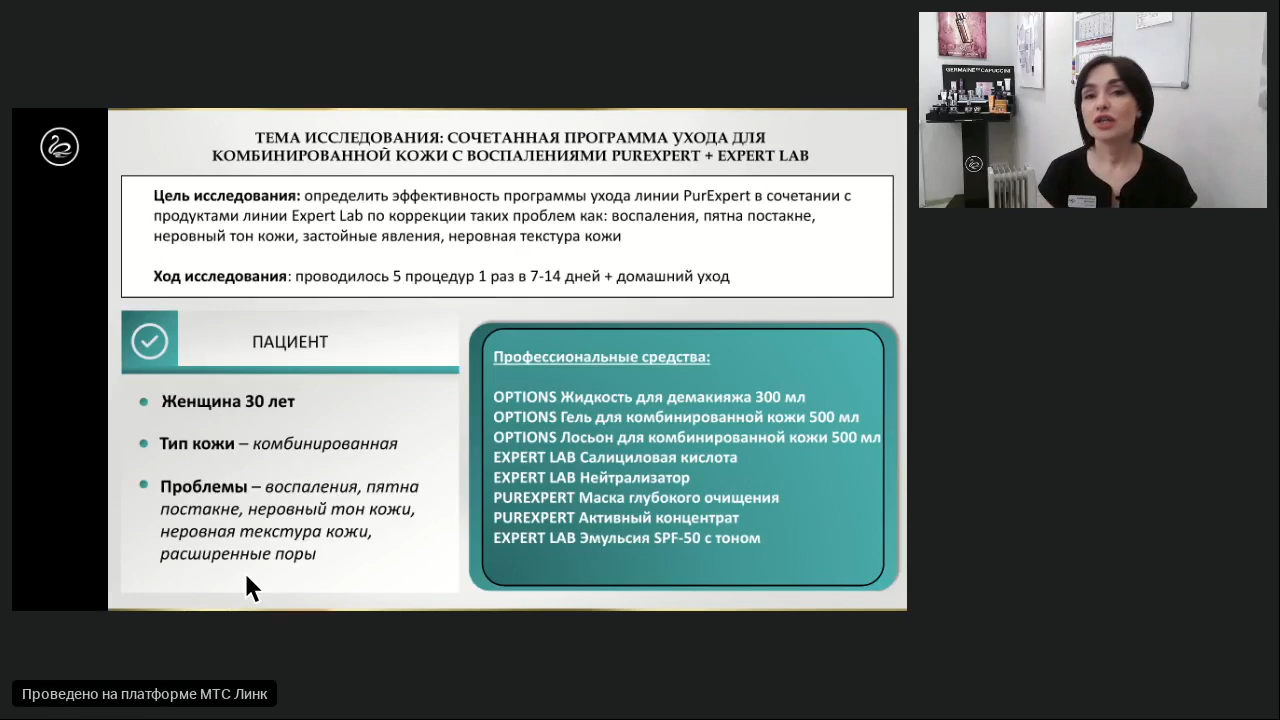 ТЕМА ИССЛЕДОВАНИЯ: СОЧЕТАННАЯ ПРОГРАММА УХОДА ДЛЯ
КОМБИНИРОВАННОЙ КОЖИ С ВОСПАЛЕНИЯМИ PUREXPERT + EXPERT LAB
Цель исследования: определить эффективность программы ухода линии PurExpert в сочетании с
продуктами линии Expert Lab по коррекции таких проблем как: воспаления, пятна постакне,
неровный тон кожи, застойные явления, неровная текстура кожи
Ход исследования: проводилось 5 процедур 1 раз в 7-14 дней + домашний уход
ПАЦИЕНТ
Женщина 30 лет
Тип кожи – комбинированная
Проблемы – воспаления, пятна
постакне, неровный тон кожи,
неровная текстура кожи,
расширенные поры
Профессиональные средства:
OPTIONS Жидкость для демакияжа 300 мл
OPTIONS Гель для комбинированной кожи 500 мл
OPTIONS Лосьон для комбинированной кожи 500 мл
EXPERT LAB Салициловая кислота
EXPERT LAB Нейтрализатор
PUREXPERT Маска глубокого очищения
PUREXPERT Активный концентрат
EXPERT LAB Эмульсия SPF-50 с тоном
GERMAINE DE CAPUCCINI
Проведено на платформе МТС Линк